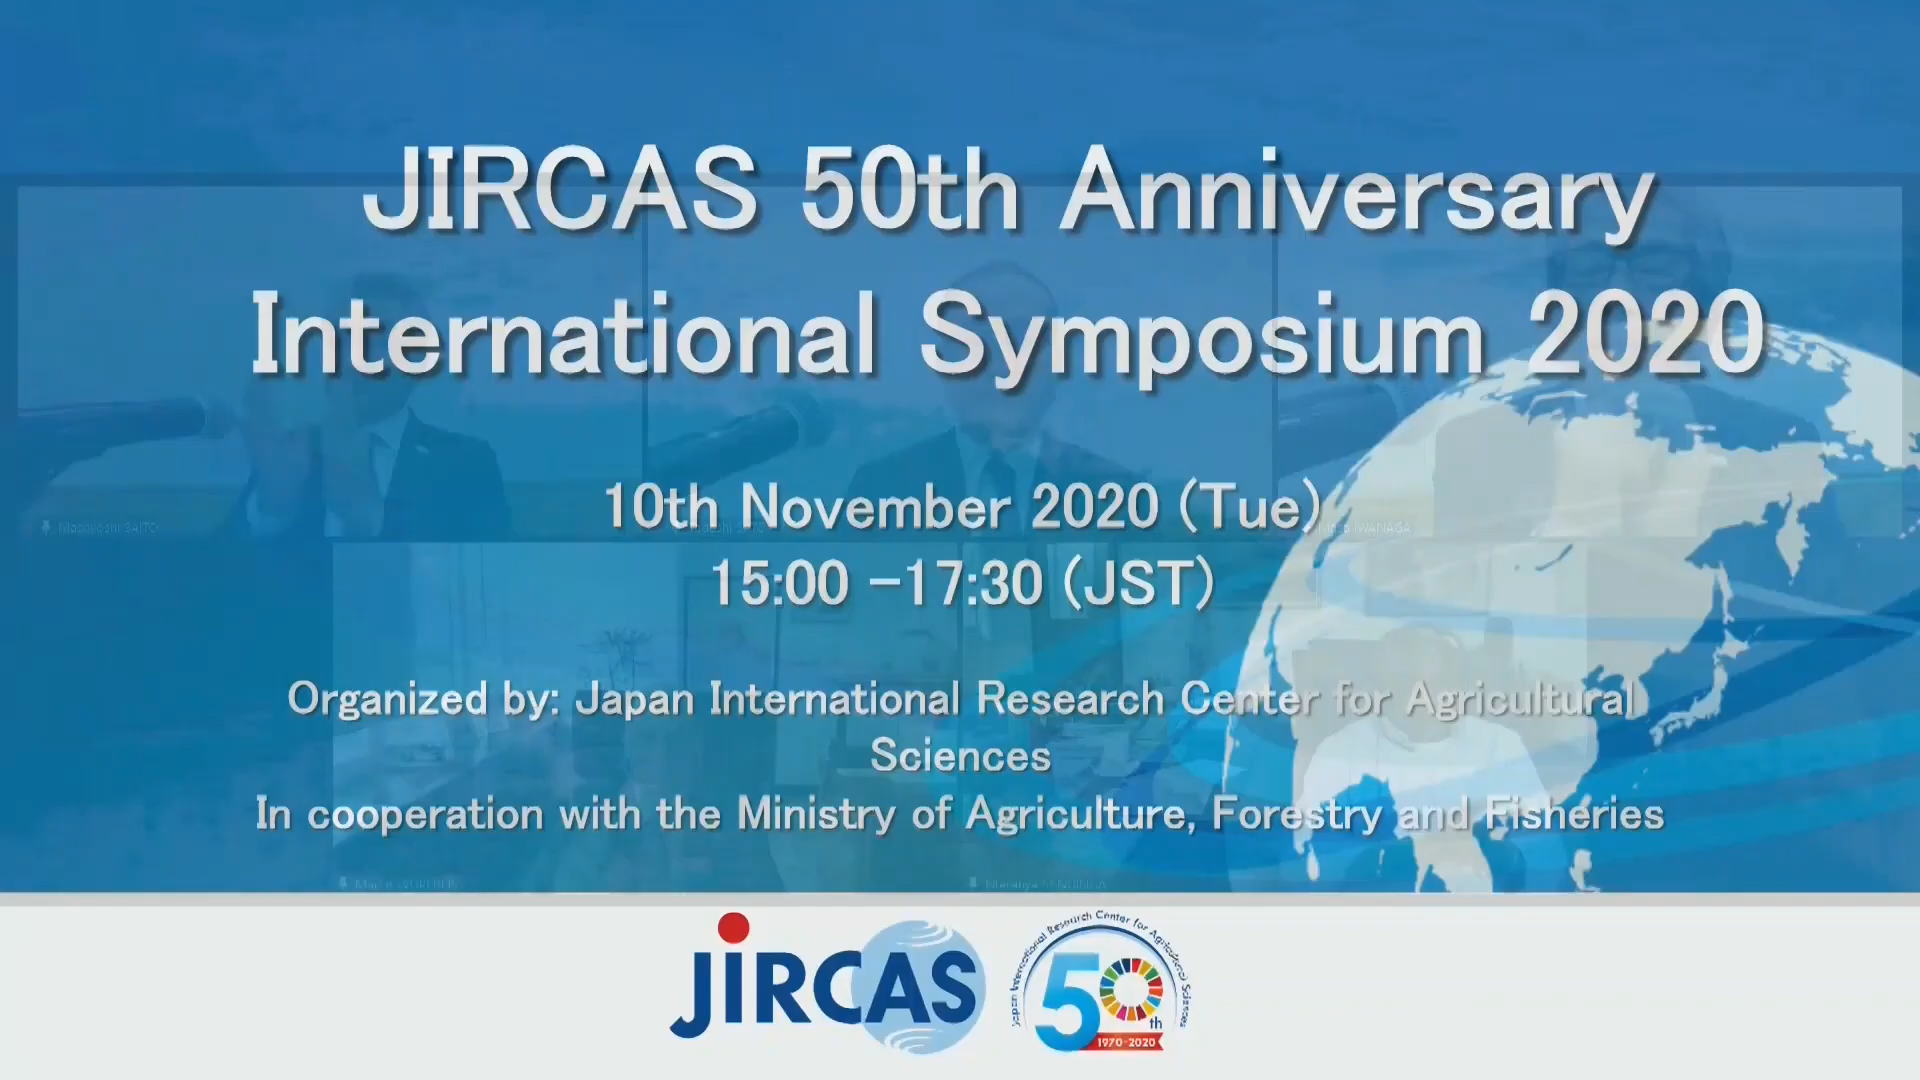 JIRCAS 50th Anniversary
International Symposium 2020
10th November 2020 (Tue)
15:00 –17:30 (JST)
Organized by: Japan International Research Center for Agricultural
Sciences
In cooperation with the Ministry of Agriculture, Forestry and Fisheries
JIRCAS
Japan International Research Center for Agricultural Sciences
50th
1970-2020